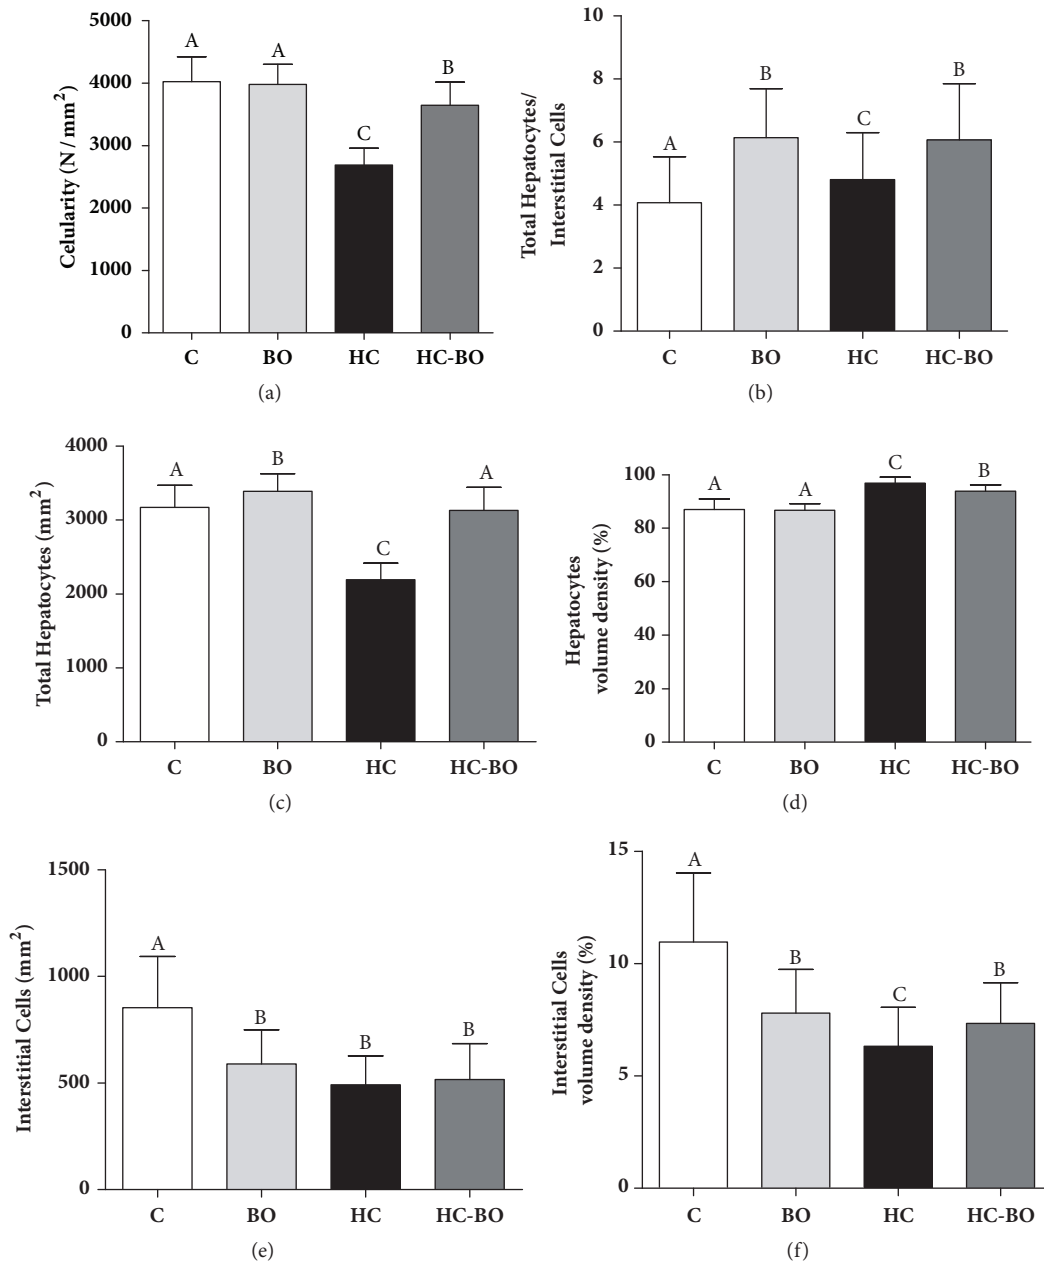 5000
4000
3000
2000
1000
0
Celularity (N / mm²)
A
A
C
B
C BO HC HC-BO
(a)
10
8
6
4
2
0
Total Hepatocytes/
Interstitial Cells
A
B
C
B
C BO HC HC-BO
(b)
4000
3000
2000
1000
0
Total Hepatocytes (mm²)
A
B
C
A
C BO HC HC-BO
(c)
100
80
60
40
20
0
Hepatocytes
volume density (%)
A
A
C
B
C BO HC HC-BO
(d)
1500
1000
500
0
Interstitial Cells (mm²)
A
B
B
B
C BO HC HC-BO
(e)
15
10
5
0
Interstitial Cells
volume density (%)
A
B
C
B
C BO HC HC-BO
(f)